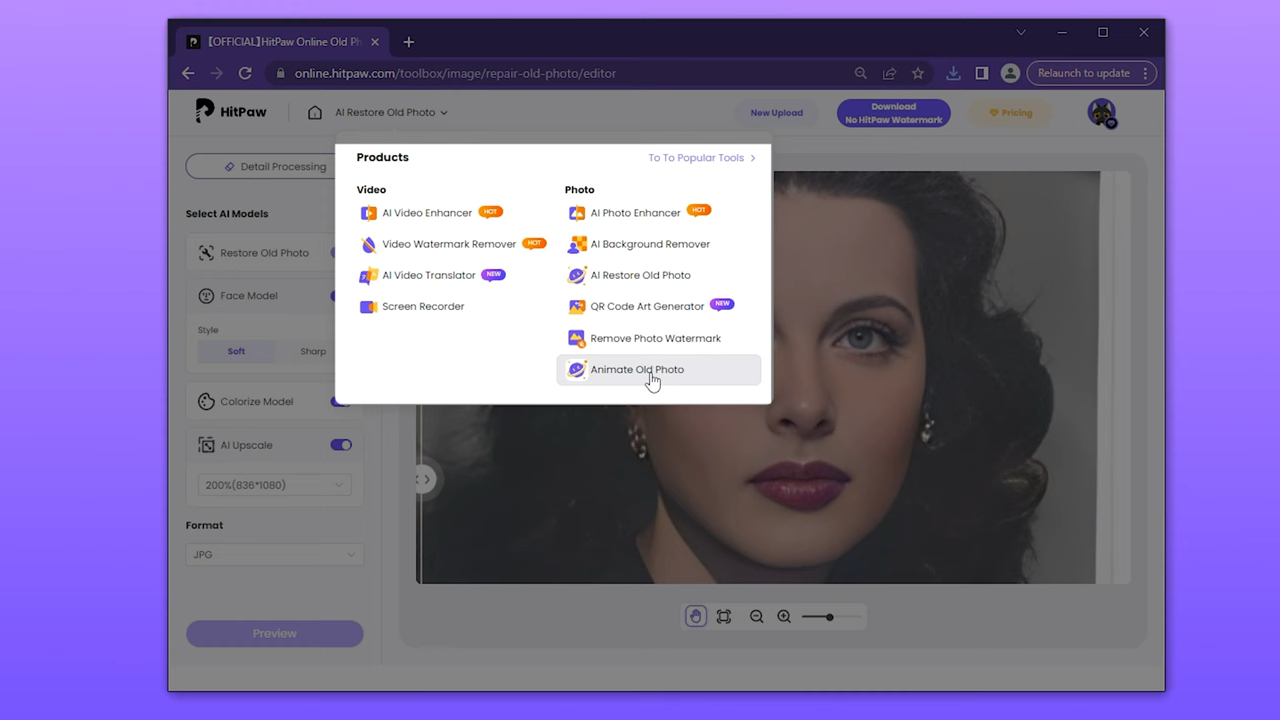 【OFFICIAL】HitPaw Online Old Ph
online.hitpaw.com/toolbox/image/repair-old-photo/editor
Relaunch to update
HitPaw
AI Restore Old Photo
New Upload
Download
No HitPaw Watermark
Pricing
Detail Processing
Select AI Models
Restore Old Photo
Face Model
Style
Soft
Sharp
Colorize Model
AI Upscale
200%(836*1080)
Format
JPG
Preview
Products
To To Popular Tools
Video
AI Video Enhancer HOT
Video Watermark Remover HOT
AI Video Translator NEW
Screen Recorder
Photo
AI Photo Enhancer HOT
AI Background Remover
AI Restore Old Photo
QR Code Art Generator NEW
Remove Photo Watermark
Animate Old Photo